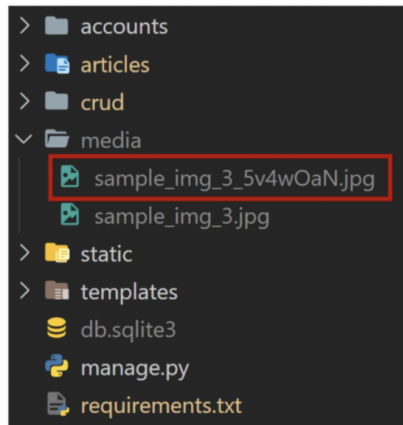 accounts
articles
crud
media
sample_img_3_5v4wOaN.jpg
sample_img_3.jpg
static
templates
db.sqlite3
manage.py
requirements.txt